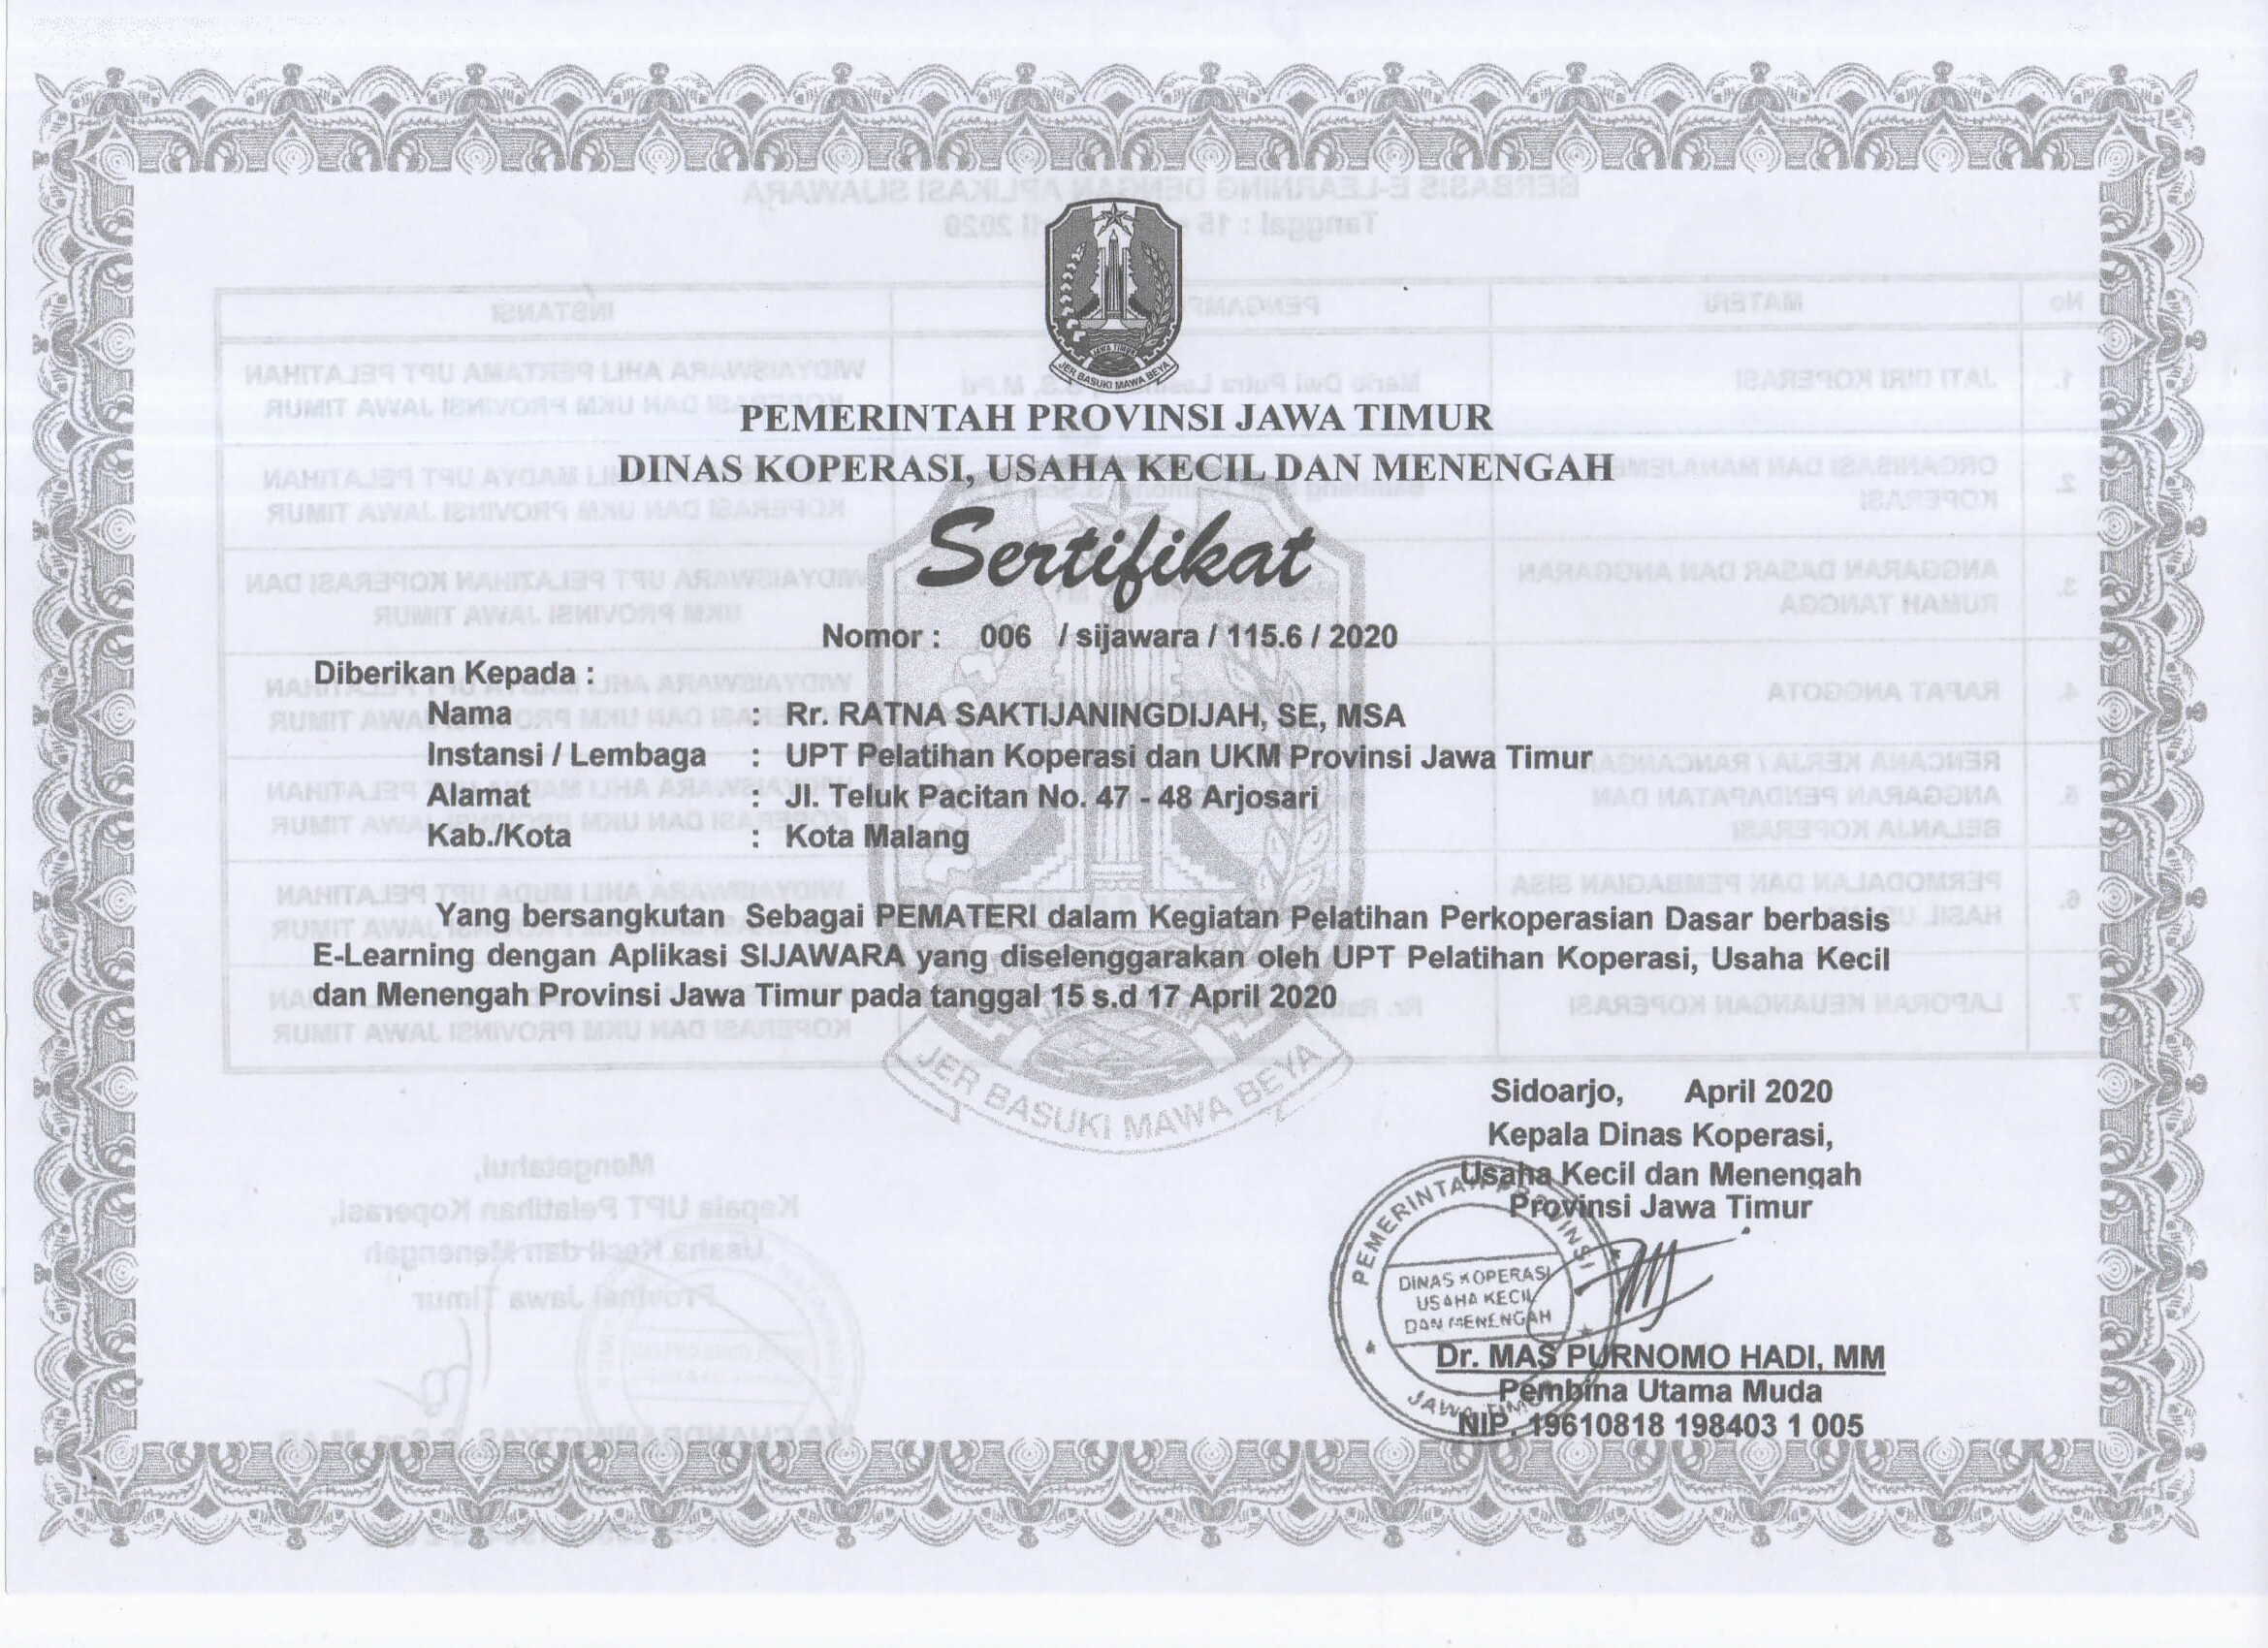 JAWA TIMUR
JER BASUKI MAWA BEYA
PEMERINTAH PROVINSI JAWA TIMUR
DINAS KOPERASI, USAHA KECIL DAN MENENGAH
Sertifikat
Nomor : 006 / sijawara / 115.6 / 2020
Diberikan Kepada :
Nama : Rr. RATNA SAKTIJANINGDIJAH, SE, MSA
Instansi / Lembaga : UPT Pelatihan Koperasi dan UKM Provinsi Jawa Timur
Alamat : Jl. Teluk Pacitan No. 47 - 48 Arjosari
Kab./Kota : Kota Malang
Yang bersangkutan Sebagai PEMATERI dalam Kegiatan Pelatihan Perkoperasian Dasar berbasis
E-Learning dengan Aplikasi SIJAWARA yang diselenggarakan oleh UPT Pelatihan Koperasi, Usaha Kecil
dan Menengah Provinsi Jawa Timur pada tanggal 15 s.d 17 April 2020
JER BASUKI MAWA BEYA
Sidoarjo, April 2020
Kepala Dinas Koperasi,
Usaha Kecil dan Menengah
Provinsi Jawa Timur
PEMERINTAH PROVINSI
DINAS KOPERASI
USAHA KECIL
DAN MENENGAH
JAWA TIMUR
Dr. MAS PURNOMO HADI, MM
Pembina Utama Muda
NIP. 19610818 198403 1 005